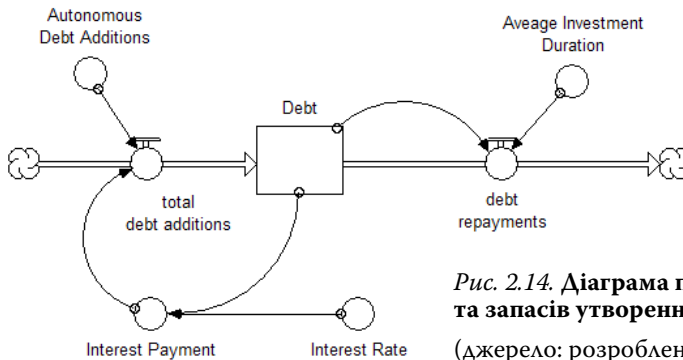 Autonomous
Debt Additions
Aveage Investment
Duration
Debt
total
debt additions
debt
repayments
Рис. 2.14. Діаграма
та запасів утворен
(джерело: розроблен
Interest Payment
Interest Rate